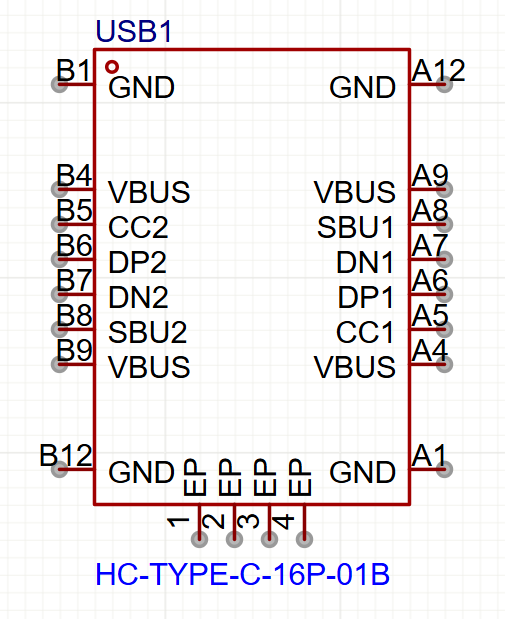 USB1
B1 GND GND A12
B4 VBUS VBUS A9
B5 CC2 SBU1 A8
B6 DP2 DN1 A7
B7 DN2 DP1 A6
B8 SBU2 CC1 A5
B9 VBUS VBUS A4
B12 GND GND A1
EP EP EP EP
1 2 3 4
HC-TYPE-C-16P-01B